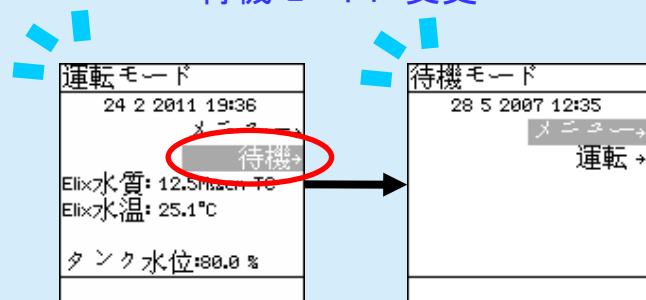 運転モード
24 2 2011 19:36
メニュー→
待機→
Elix水質: 12.5MΩcm TC
Elix水温: 25.1°C
タンク水位:80.0 %
待機モード
28 5 2007 12:35
メニュー→
運転→